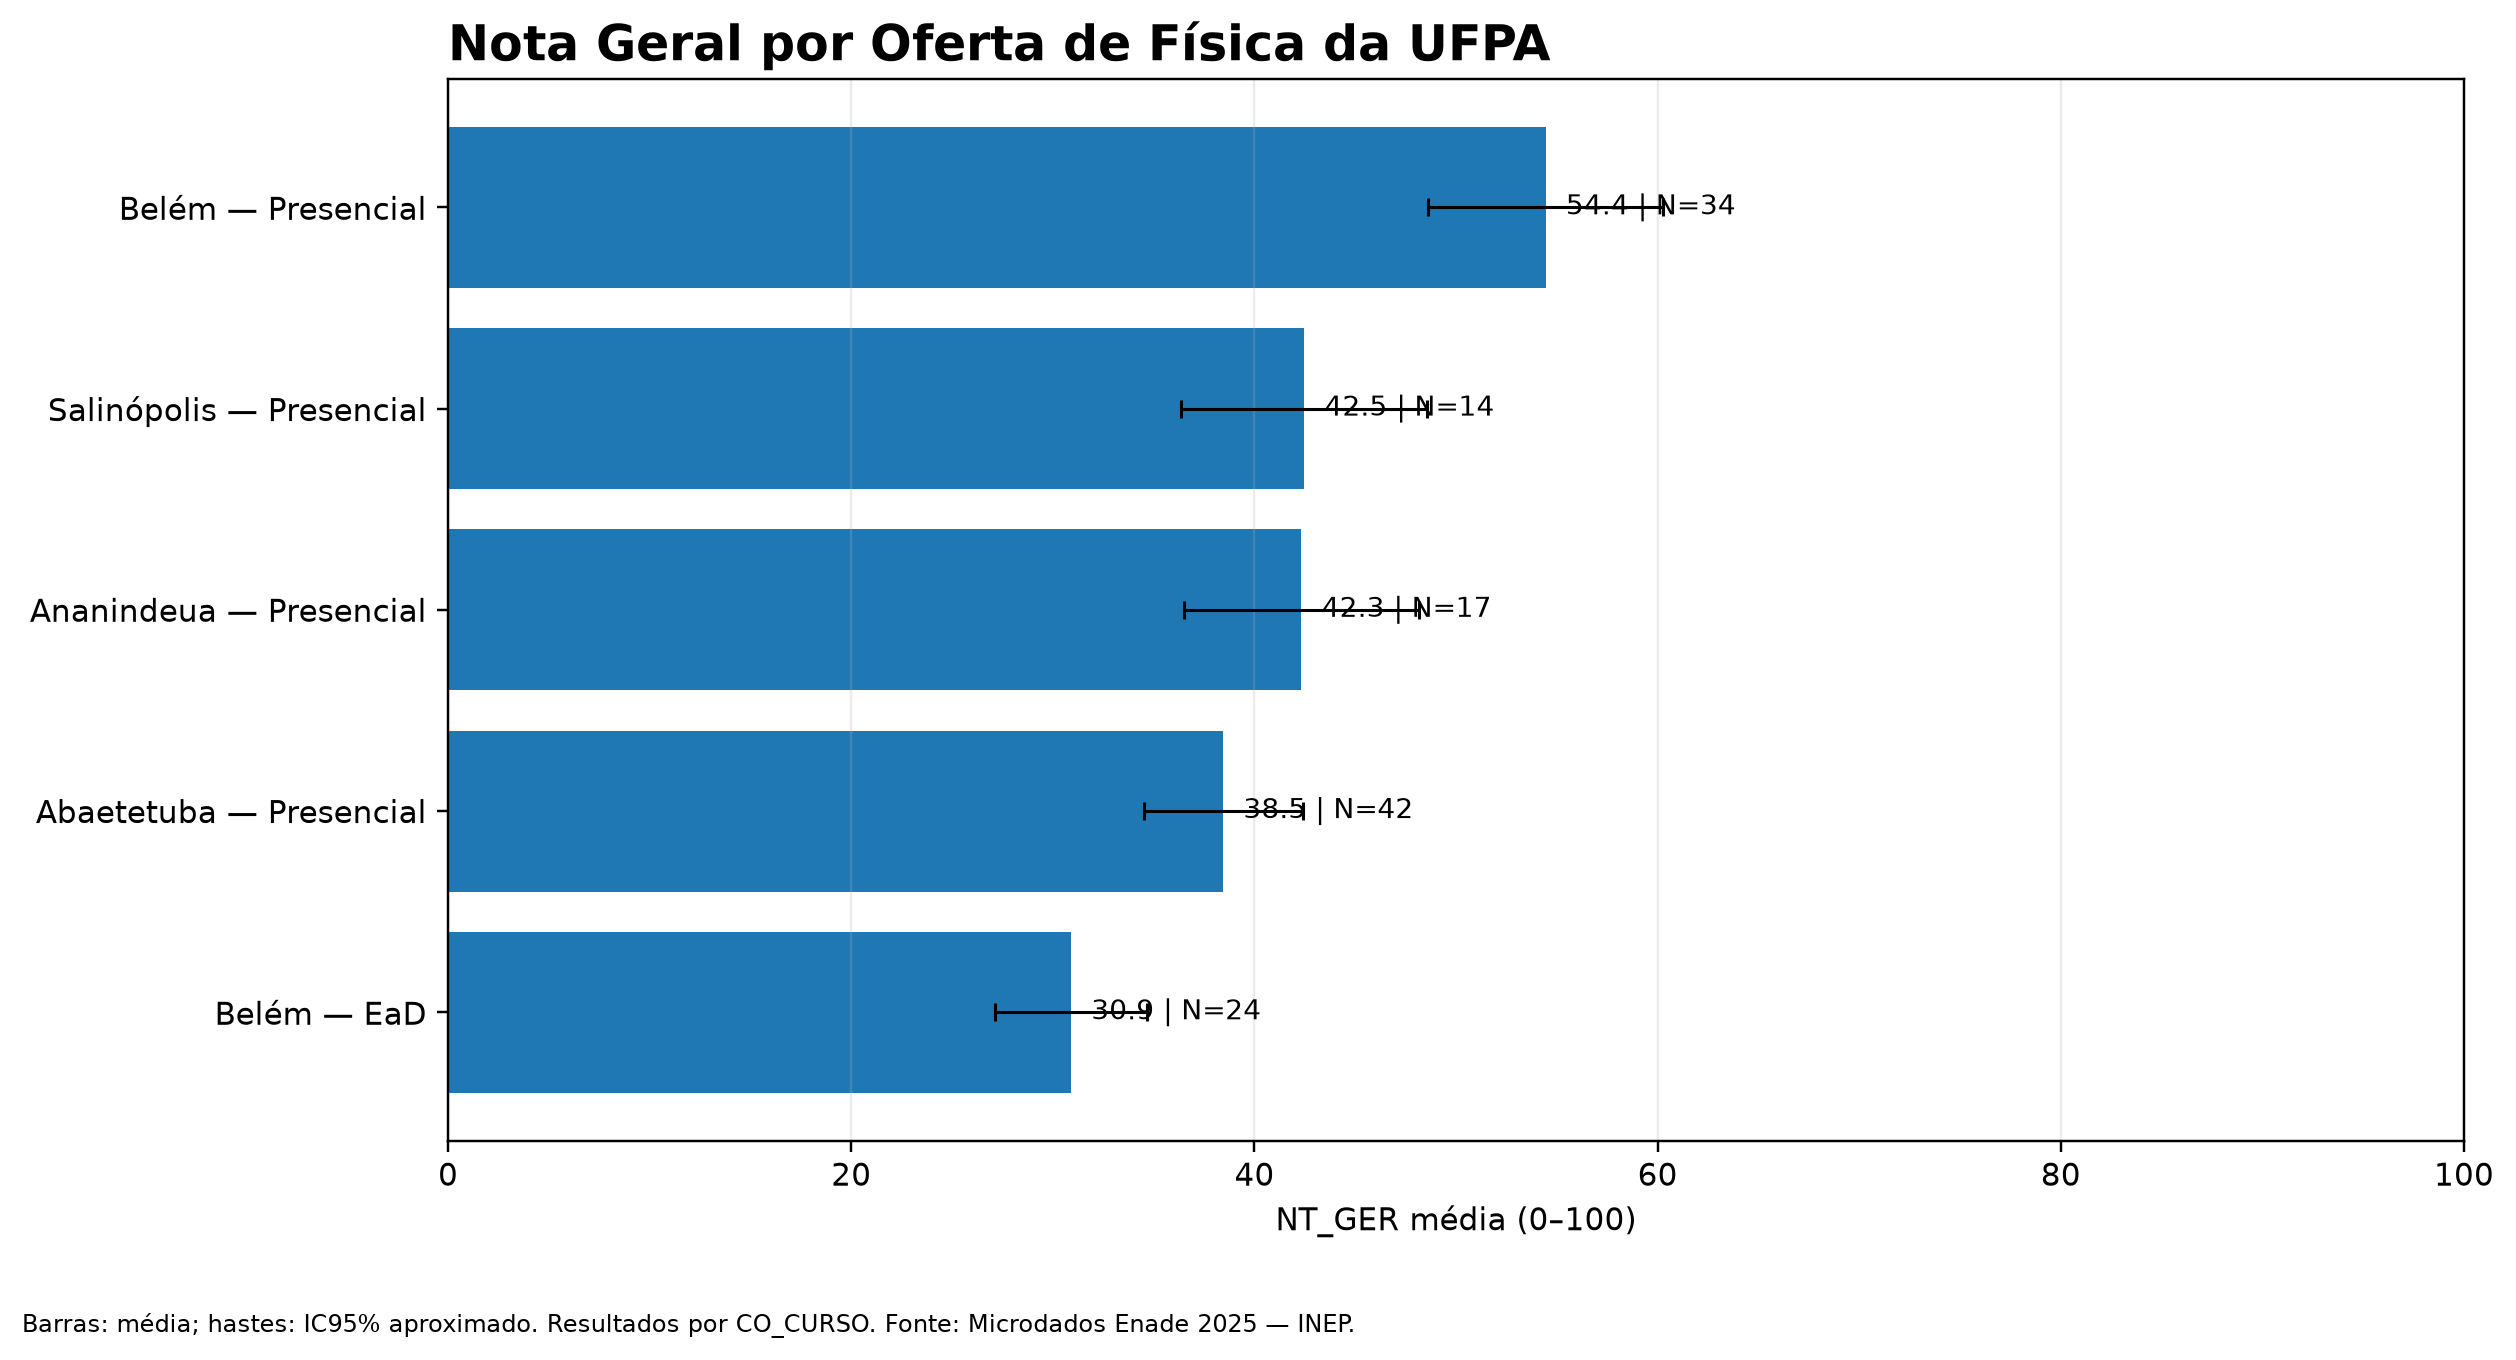 Nota Geral por Oferta de Física da UFPA
Belém — Presencial
54.4 | N=34
Salinópolis — Presencial
42.5 | N=14
Ananindeua — Presencial
42.3 | N=17
Abaetetuba — Presencial
38.5 | N=42
Belém — EaD
30.9 | N=24
0 20 40 60 80 100
NT_GER média (0–100)
Barras: média; hastes: IC95% aproximado. Resultados por CO_CURSO. Fonte: Microdados Enade 2025 — INEP.